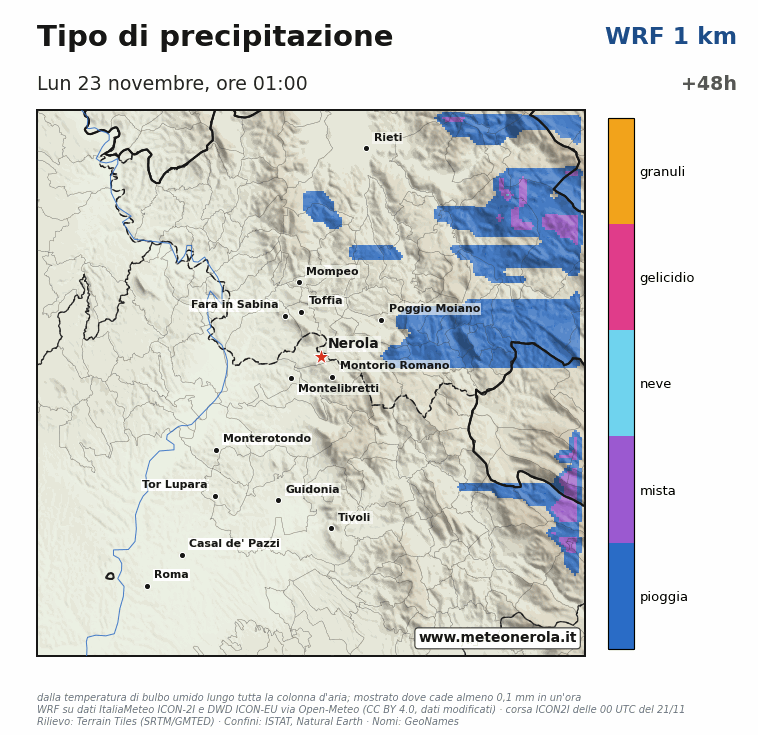 Tipo di precipitazione
WRF 1 km
Lun 23 novembre, ore 01:00
+48h
Rieti
Mompeo
Fara in Sabina
Toffia
Poggio Moiano
Nerola
Montorio Romano
Montelibretti
Monterotondo
Tor Lupara
Guidonia
Tivoli
Casal de' Pazzi
Roma
www.meteonerola.it
granuli
gelicidio
neve
mista
pioggia
dalla temperatura di bulbo umido lungo tutta la colonna d'aria; mostrato dove cade almeno 0,1 mm in un'ora
WRF su dati ItaliaMeteo ICON-2I e DWD ICON-EU via Open-Meteo (CC BY 4.0, dati modificati) · corsa ICON2I delle 00 UTC del 21/11
Rilievo: Terrain Tiles (SRTM/GMTED) · Confini: ISTAT, Natural Earth · Nomi: GeoNames